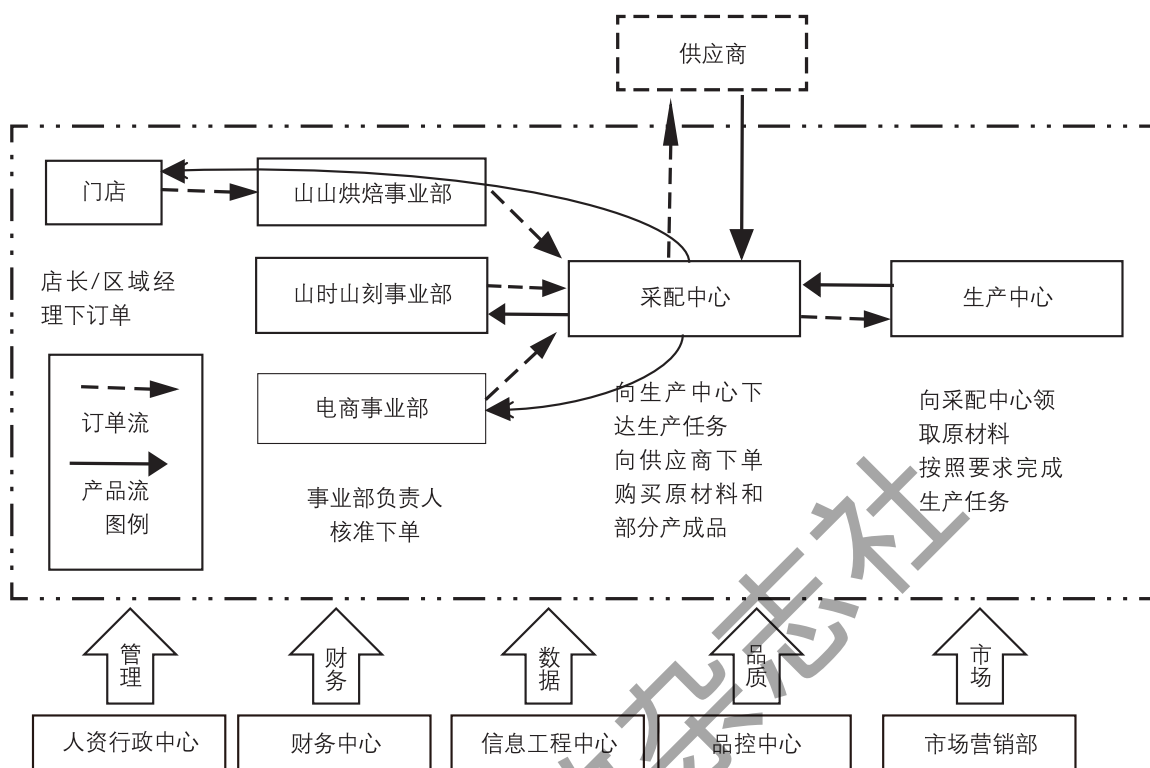 供应商
门店
山山烘焙事业部
店长/区域经
理下订单
山时山刻事业部
采配中心
生产中心
订单流
产品流
图例
电商事业部
事业部负责人
核准下单
向生产中心下
达生产任务
向供应商下单
购买原材料和
部分产成品
向采配中心领
取原材料
按照要求完成
生产任务
管理
财务
数据
品质
市场
人资行政中心
财务中心
信息工程中心
品控中心
市场营销部
杂志社